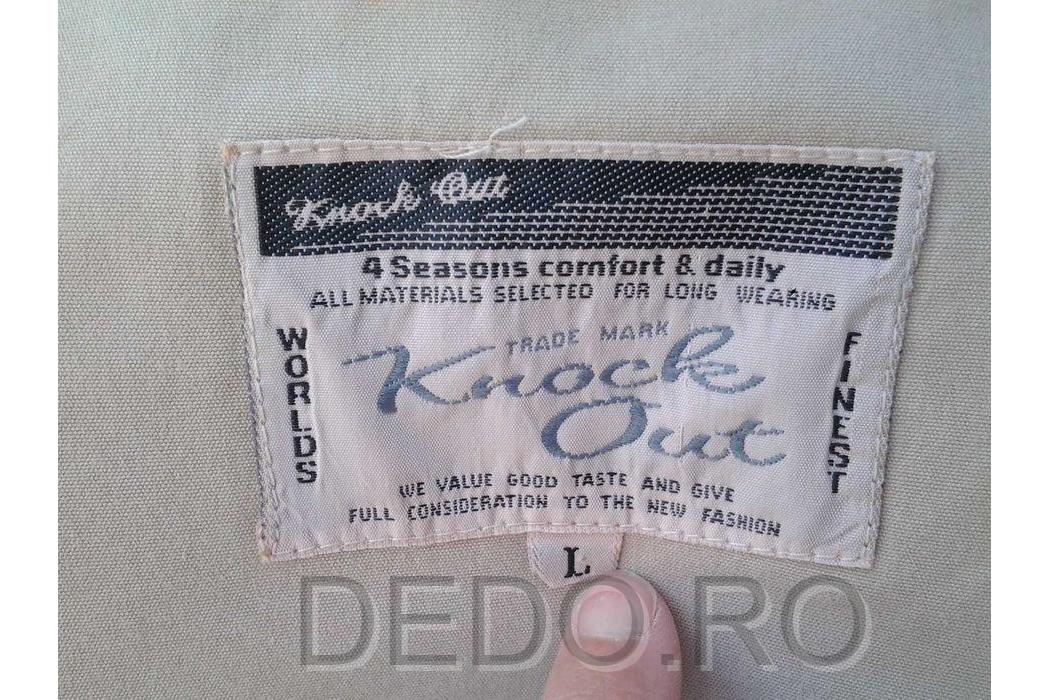 Knock Out
4 Seasons comfort & daily
ALL MATERIALS SELECTED FOR LONG WEARING
TRADE MARK
WORLDS
Knock
Out
FINEST
WE VALUE GOOD TASTE AND GIVE
FULL CONSIDERATION TO THE NEW FASHION
L
DEDO.RO